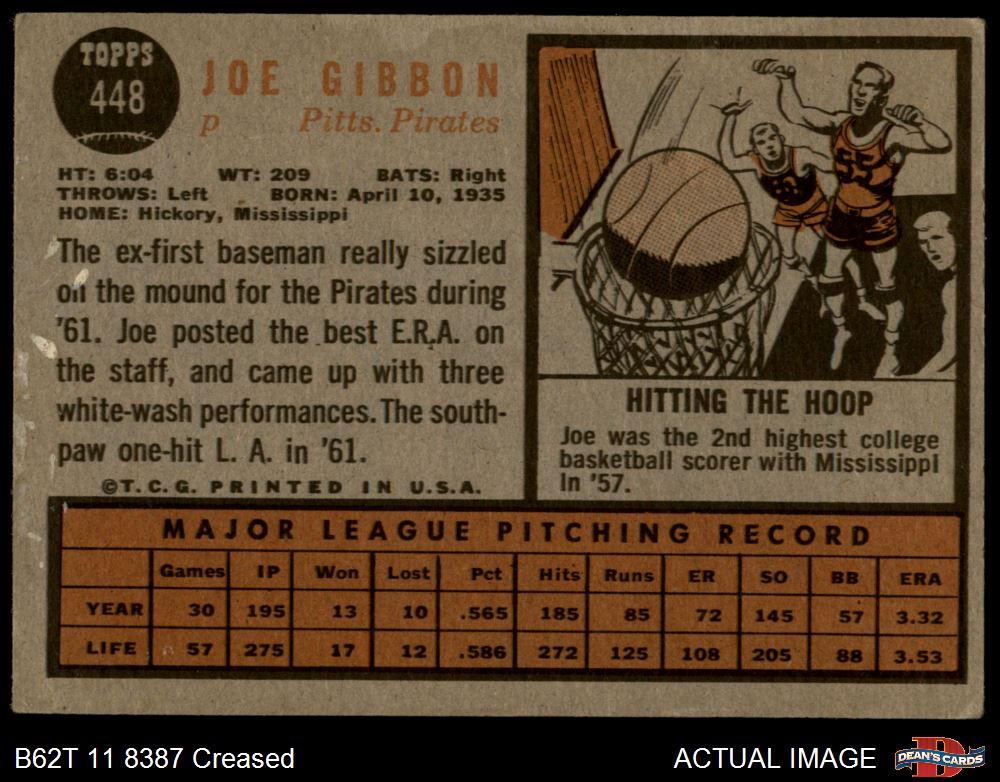 TOPPS
448
JOE GIBBON
p Pitts. Pirates
HT: 6:04 WT: 209 BATS: Right
THROWS: Left BORN: April 10, 1935
HOME: Hickory, Mississippi
The ex-first baseman really sizzled
on the mound for the Pirates during
'61. Joe posted the best E.R.A. on
the staff, and came up with three
white-wash performances. The south-
paw one-hit L. A. in '61.
©T. C. G. PRINTED IN U.S.A.
55
HITTING THE HOOP
Joe was the 2nd highest college
basketball scorer with Mississippi
in '57.
MAJOR LEAGUE PITCHING RECORD
Games IP Won Lost Pct Hits Runs ER SO BB ERA
YEAR 30 195 13 10 .565 185 85 72 145 57 3.32
LIFE 57 275 17 12 .586 272 125 108 205 88 3.53
B62T 11 8387 Creased ACTUAL IMAGE
DEAN'S CARDS